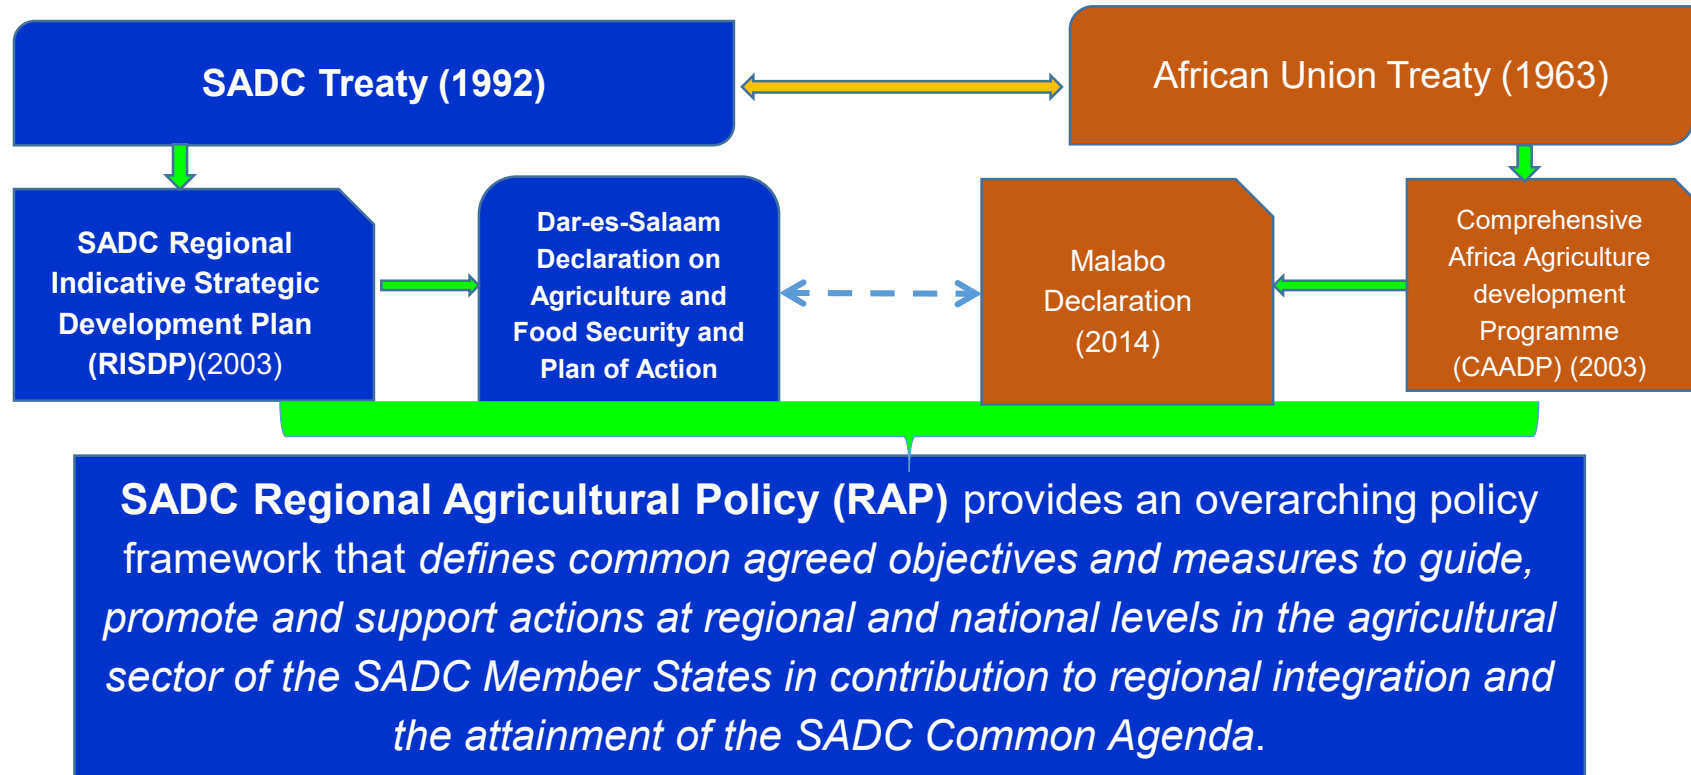 SADC Treaty (1992)
African Union Treaty (1963)
SADC Regional
Indicative Strategic
Development Plan
(RISDP)(2003)
Dar-es-Salaam
Declaration on
Agriculture and
Food Security and
Plan of Action
Malabo
Declaration
(2014)
Comprehensive
Africa Agriculture
development
Programme
(CAADP) (2003)
SADC Regional Agricultural Policy (RAP) provides an overarching policy
framework that defines common agreed objectives and measures to guide,
promote and support actions at regional and national levels in the agricultural
sector of the SADC Member States in contribution to regional integration and
the attainment of the SADC Common Agenda.